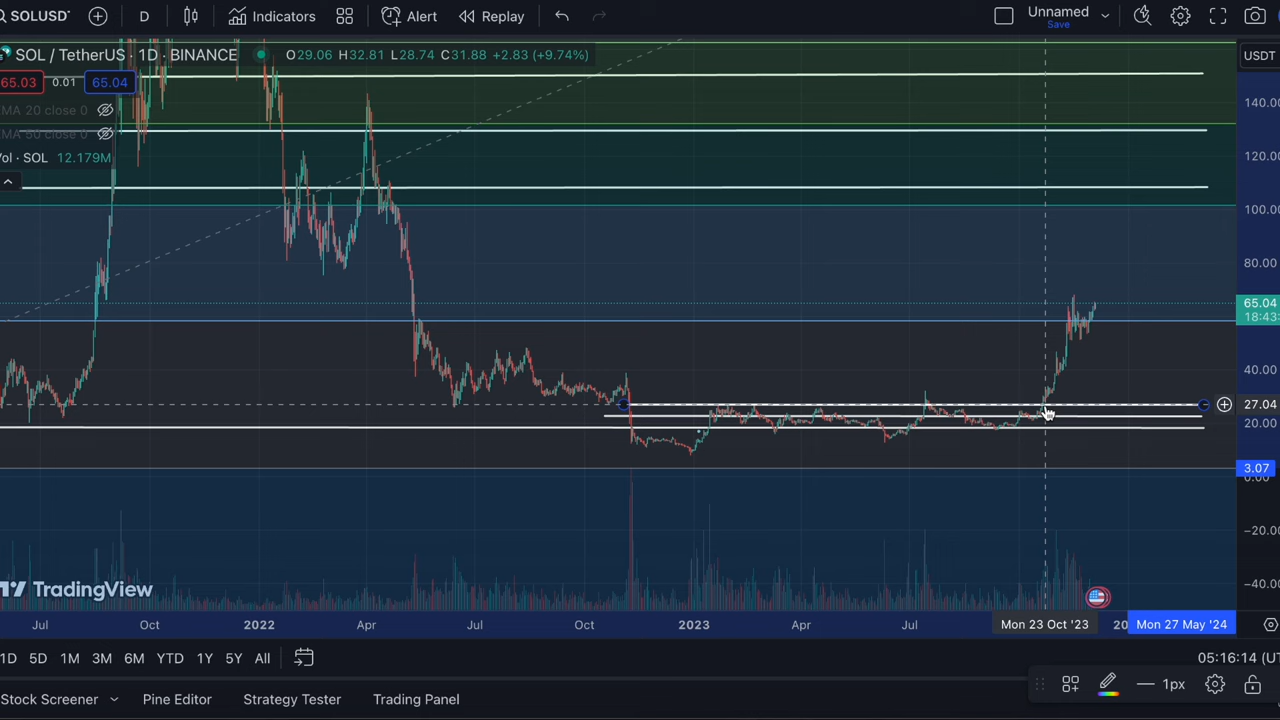 SOLUSD
D
Indicators
Alert
Replay
Unnamed
Save
SOL / TetherUS · 1D · BINANCE
O29.06 H32.81 L28.74 C31.88 +2.83 (+9.74%)
USDT
65.03
0.01
65.04
EMA 20 close 0
EMA 50 close 0
Vol · SOL 12.179M
140.00
120.00
100.00
80.00
65.04
18:43
40.00
27.04
20.00
3.07
0.00
−20.00
−40.00
TradingView
Jul
Oct
2022
Apr
Jul
Oct
2023
Apr
Jul
Mon 23 Oct '23
Mon 27 May '24
1D
5D
1M
3M
6M
YTD
1Y
5Y
All
05:16:14 (UT
Stock Screener
Pine Editor
Strategy Tester
Trading Panel
1px